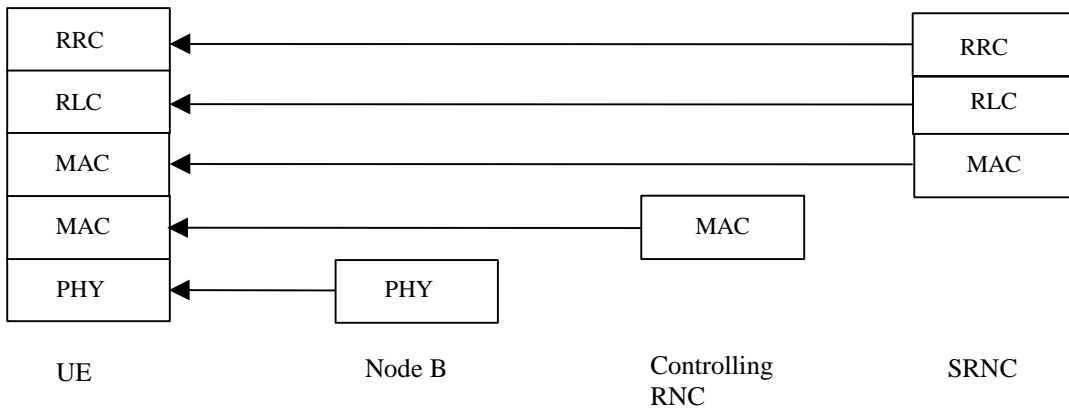 RRC
RRC
RLC
RLC
MAC
MAC
MAC
MAC
PHY
PHY
UE
Node B
Controlling
RNC
SRNC